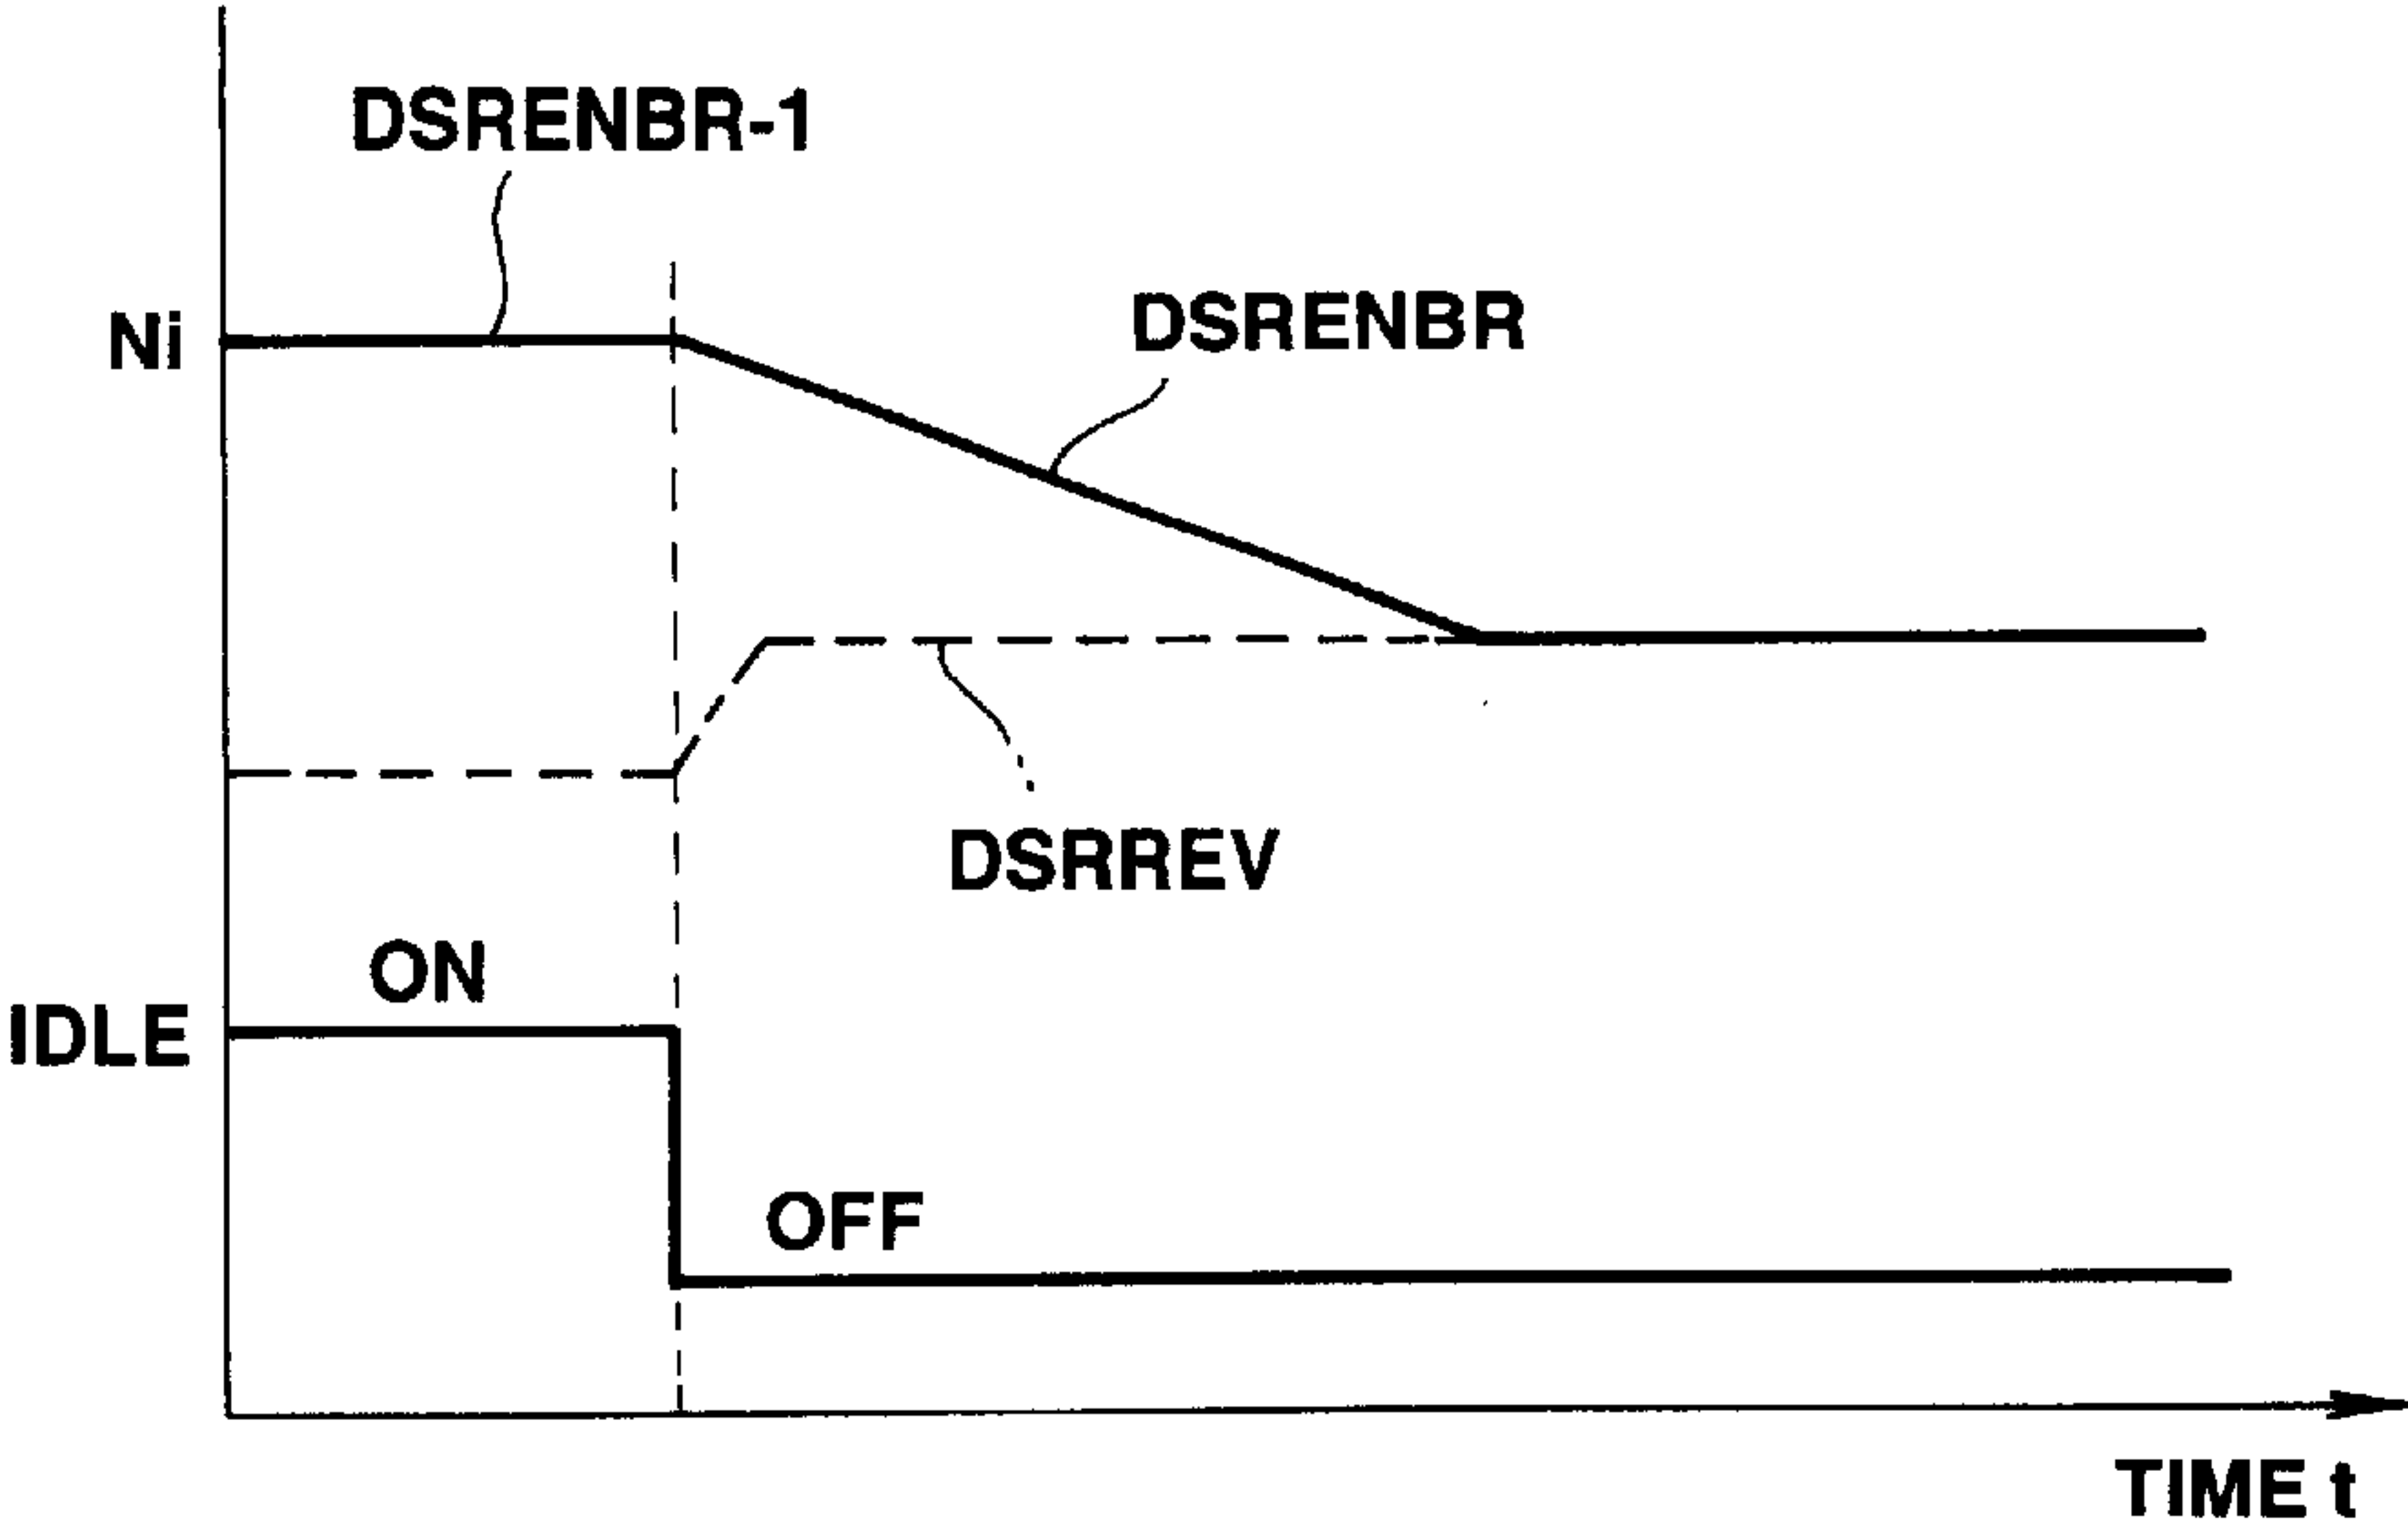 DSRENBR-1
Ni
DSRENBR
DSRREV
ON
IDLE
OFF
TIME t